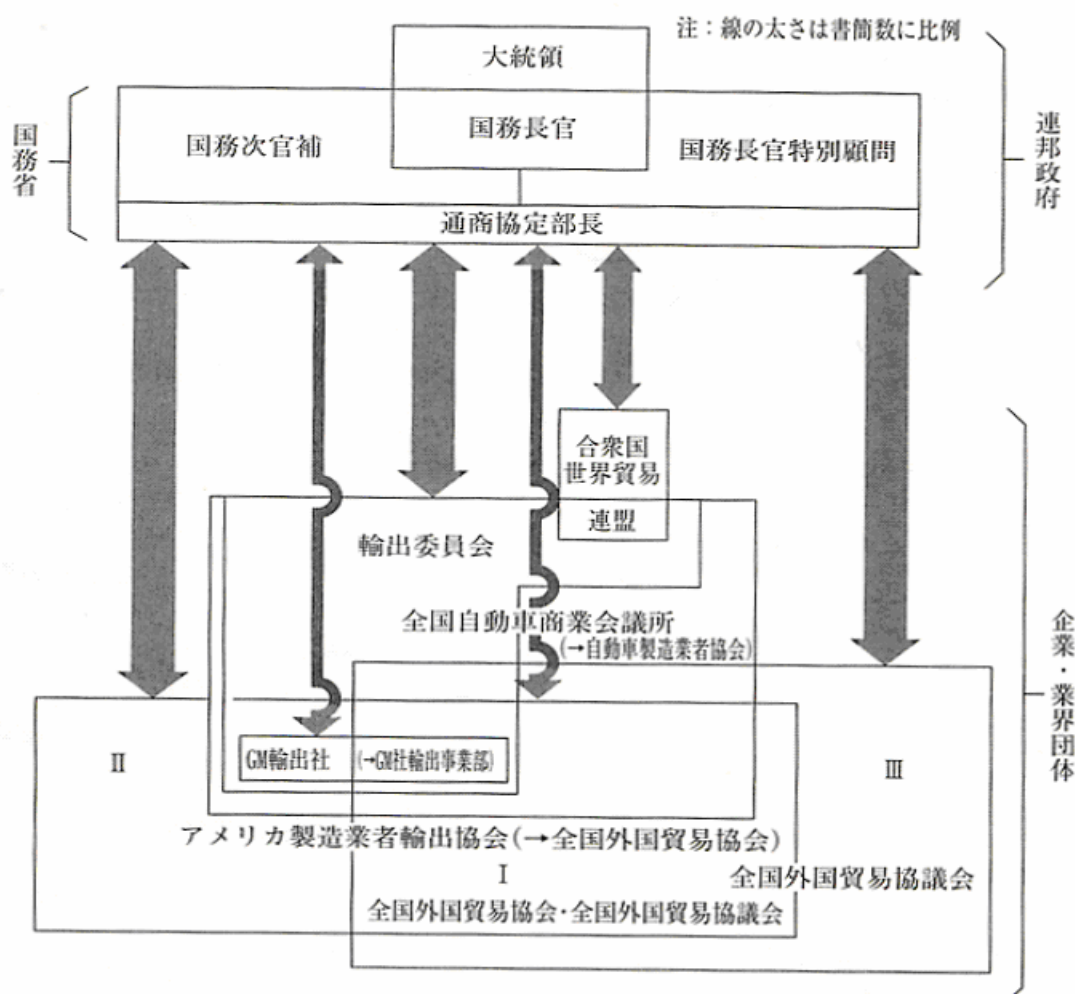 注：線の太さは書簡数に比例
大統領
国務長官
国務次官補
国務長官特別顧問
通商協定部長
国務省
連邦政府
合衆国
世界貿易
連盟
輸出委員会
全国自動車商業会議所
(→自動車製造業者協会)
企業・業界団体
Ⅱ
GM輸出社 (→GM社輸出事業部)
Ⅲ
アメリカ製造業者輸出協会(→全国外国貿易協会)
Ⅰ
全国外国貿易協議会
全国外国貿易協会・全国外国貿易協議会